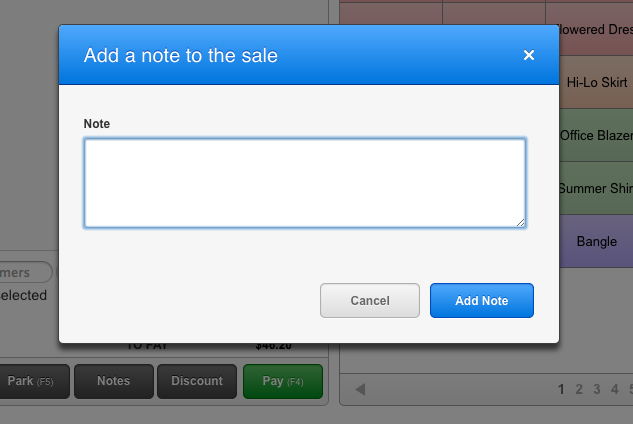 Add a note to the sale
×
Note
Cancel
Add Note
lowered Dres
Hi-Lo Skirt
Office Blazer
Summer Shir
Bangle
mers
elected
TO PAY $46.20
Park (F5)
Notes
Discount
Pay (F4)
1 2 3 4 5